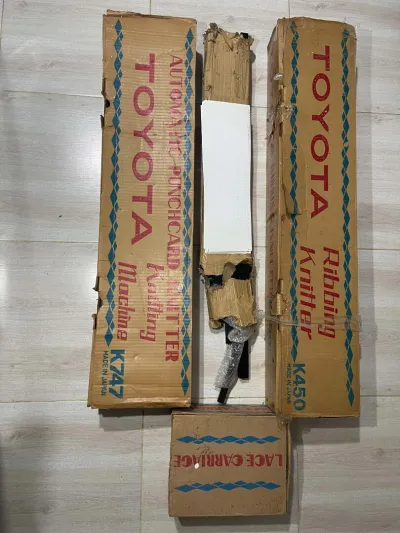 AUTOMATIC PUNCHCARD KNITTER
TOYOTA
Knitting
Machine
K747
MADE IN JAPAN
TOYOTA
Ribbing
Knitter
K450
MADE IN JAPAN
LACE CARRIAGE